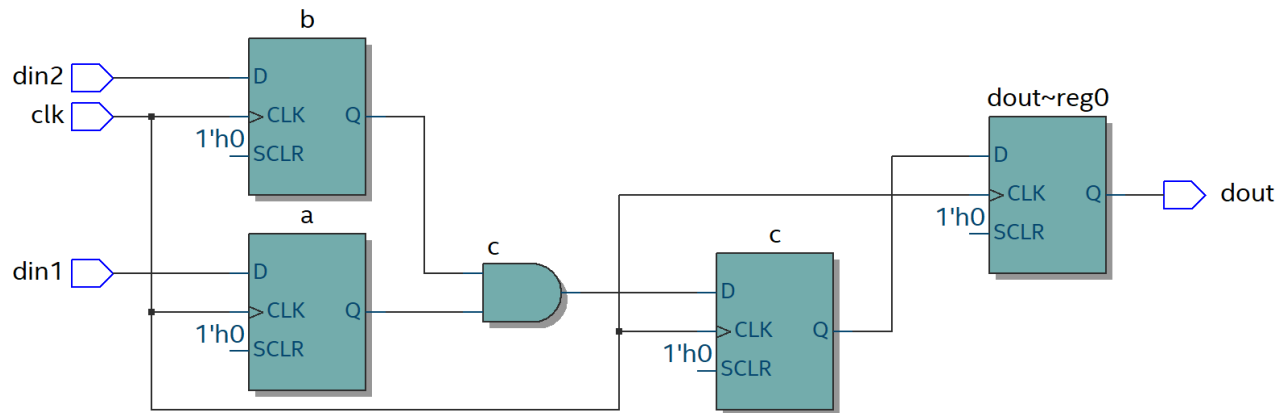 b
din2
D
clk
CLK
Q
1'h0
SCLR
a
din1
D
CLK
Q
1'h0
SCLR
c
c
D
CLK
Q
1'h0
SCLR
dout~reg0
D
CLK
Q
1'h0
SCLR
dout